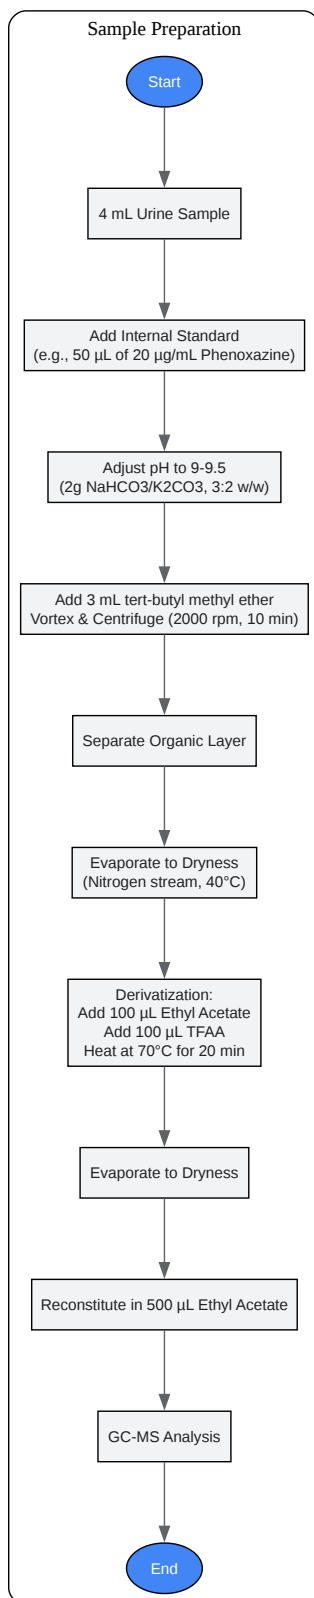 Sample Preparation
Start
4 mL Urine Sample
Add Internal Standard
(e.g., 50 µL of 20 µg/mL Phenoxazine)
Adjust pH to 9-9.5
(2g NaHCO3/K2CO3, 3:2 w/w)
Add 3 mL tert-butyl methyl ether
Vortex & Centrifuge (2000 rpm, 10 min)
Separate Organic Layer
Evaporate to Dryness
(Nitrogen stream, 40°C)
Derivatization:
Add 100 µL Ethyl Acetate
Add 100 µL TFAA
Heat at 70°C for 20 min
Evaporate to Dryness
Reconstitute in 500 µL Ethyl Acetate
GC-MS Analysis
End